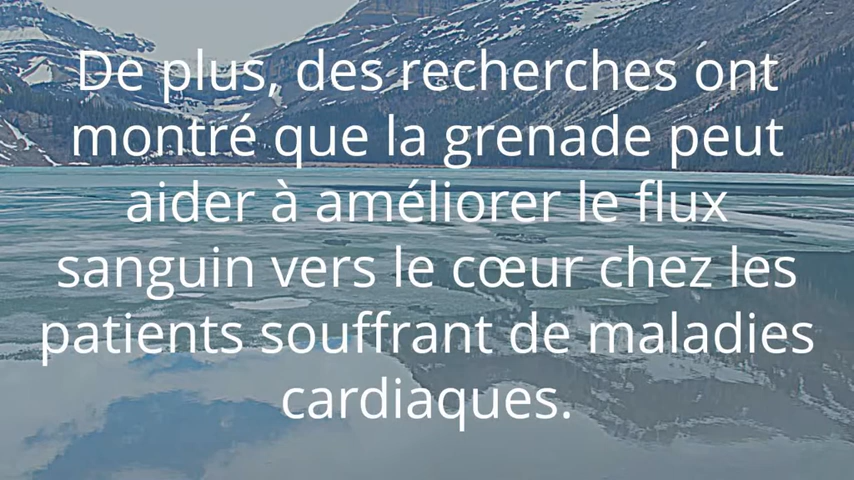 De plus, des recherches ont
montré que la grenade peut
aider à améliorer le flux
sanguin vers le cœur chez les
patients souffrant de maladies
cardiaques.